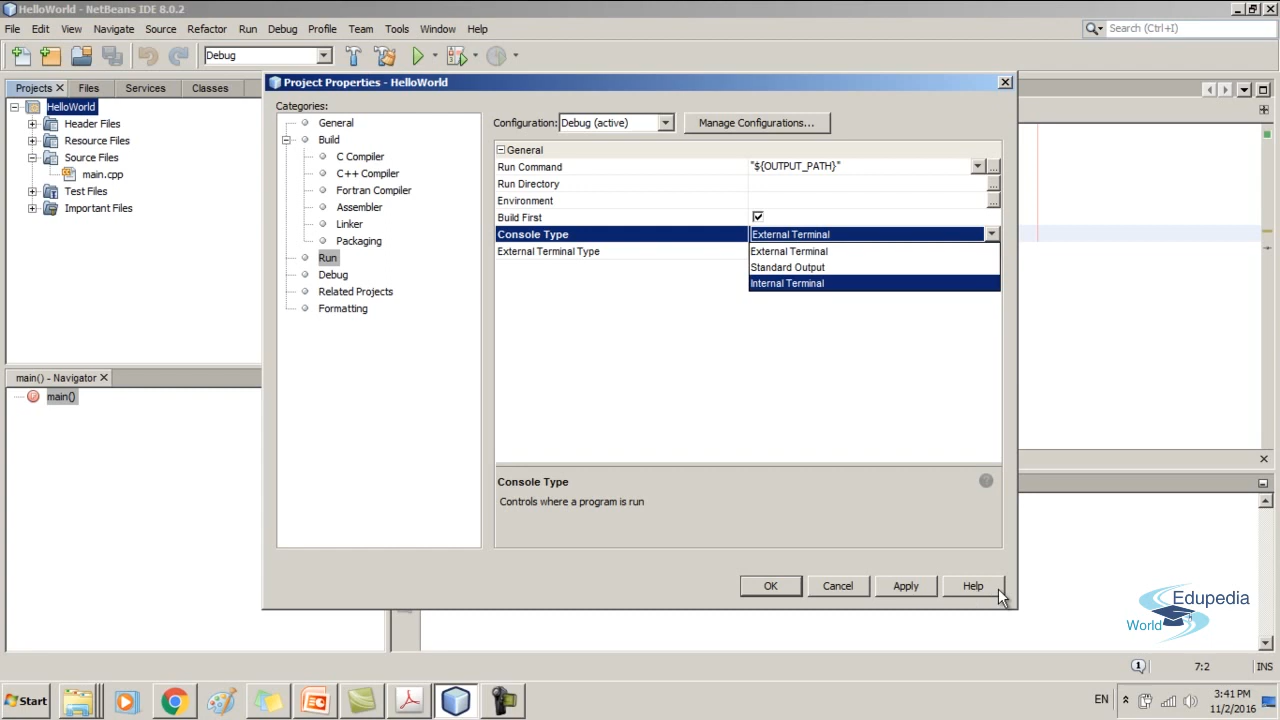 HelloWorld - NetBeans IDE 8.0.2
File Edit View Navigate Source Refactor Run Debug Profile Team Tools Window Help
Search (Ctrl+I)
Debug
Projects Files Services Classes
HelloWorld
Header Files
Resource Files
Source Files
main.cpp
Test Files
Important Files
main() - Navigator
main()
Project Properties - HelloWorld
Categories:
General
Build
C Compiler
C++ Compiler
Fortran Compiler
Assembler
Linker
Packaging
Run
Debug
Related Projects
Formatting
Configuration: Debug (active) Manage Configurations...
General
Run Command "${OUTPUT_PATH}" ...
Run Directory ...
Environment ...
Build First
Console Type External Terminal
External Terminal Type External Terminal
Standard Output
Internal Terminal
Console Type ?
Controls where a program is run
OK Cancel Apply Help
Edupedia
World
1 7:2 INS
Start EN 3:41 PM
11/2/2016